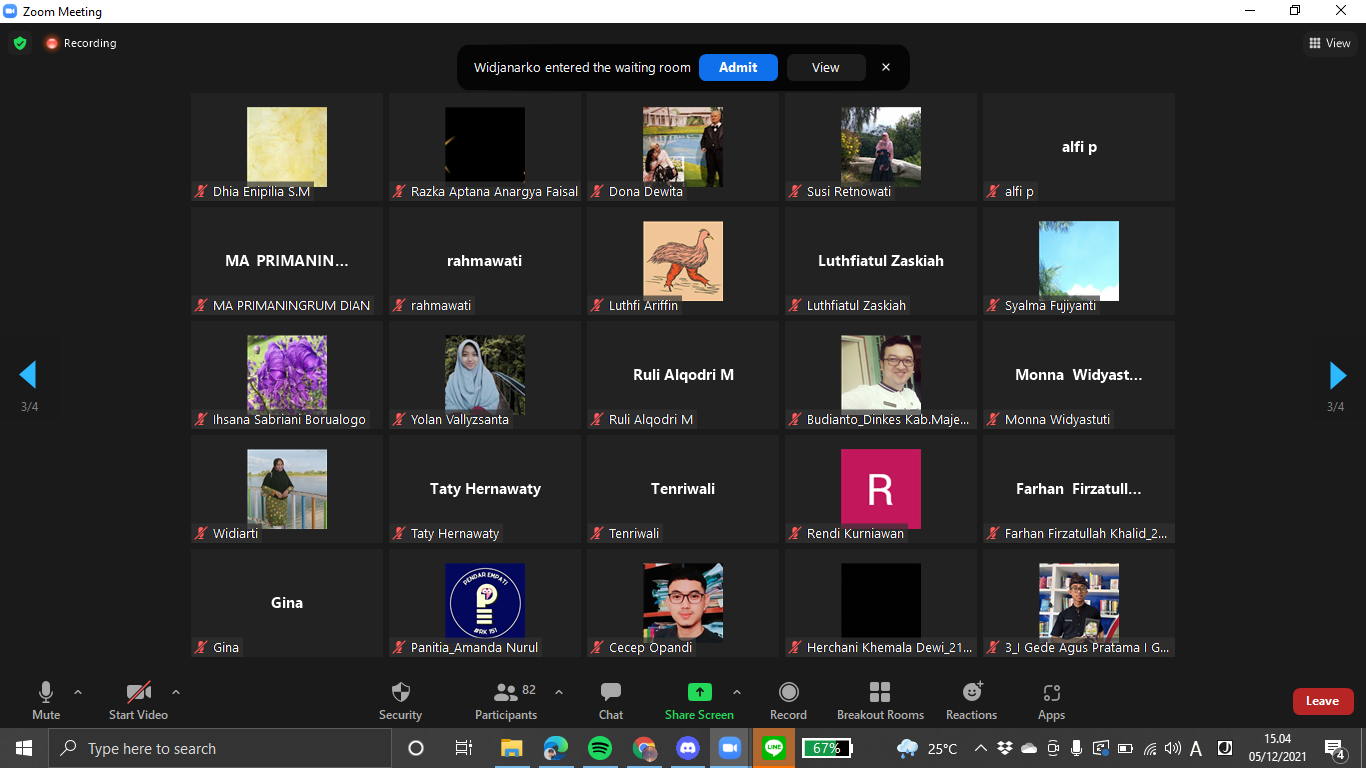 Zoom Meeting
Recording
View
Widjanarko entered the waiting room
Admit
View
Dhia Enipilia S.M
Razka Aptana Anargya Faisal
Dona Dewita
Susi Retnowati
alfi p
alfi p
MA PRIMANIN...
MA PRIMANINGRUM DIAN
rahmawati
rahmawati
Luthfi Ariffin
Luthfiatul Zaskiah
Luthfiatul Zaskiah
Syalma Fujiyanti
3/4
3/4
Ihsana Sabriani Borualogo
Yolan Vallyzsanta
Ruli Alqodri M
Ruli Alqodri M
Budianto_Dinkes Kab.Maje...
Monna Widyast...
Monna Widyastuti
Widiarti
Taty Hernawaty
Taty Hernawaty
Tenriwali
Tenriwali
R
Rendi Kurniawan
Farhan Firzatull...
Farhan Firzatullah Khalid_2...
Gina
Gina
PENDAR EMPATI
#RK 151
Panitia_Amanda Nurul
Cecep Opandi
Herchani Khemala Dewi_21...
3_I Gede Agus Pratama I G...
Mute
Start Video
Security
82
Participants
Chat
Share Screen
Record
Breakout Rooms
Reactions
Apps
Leave
Type here to search
LINE
67%
25°C
A
15.04
05/12/2021
4